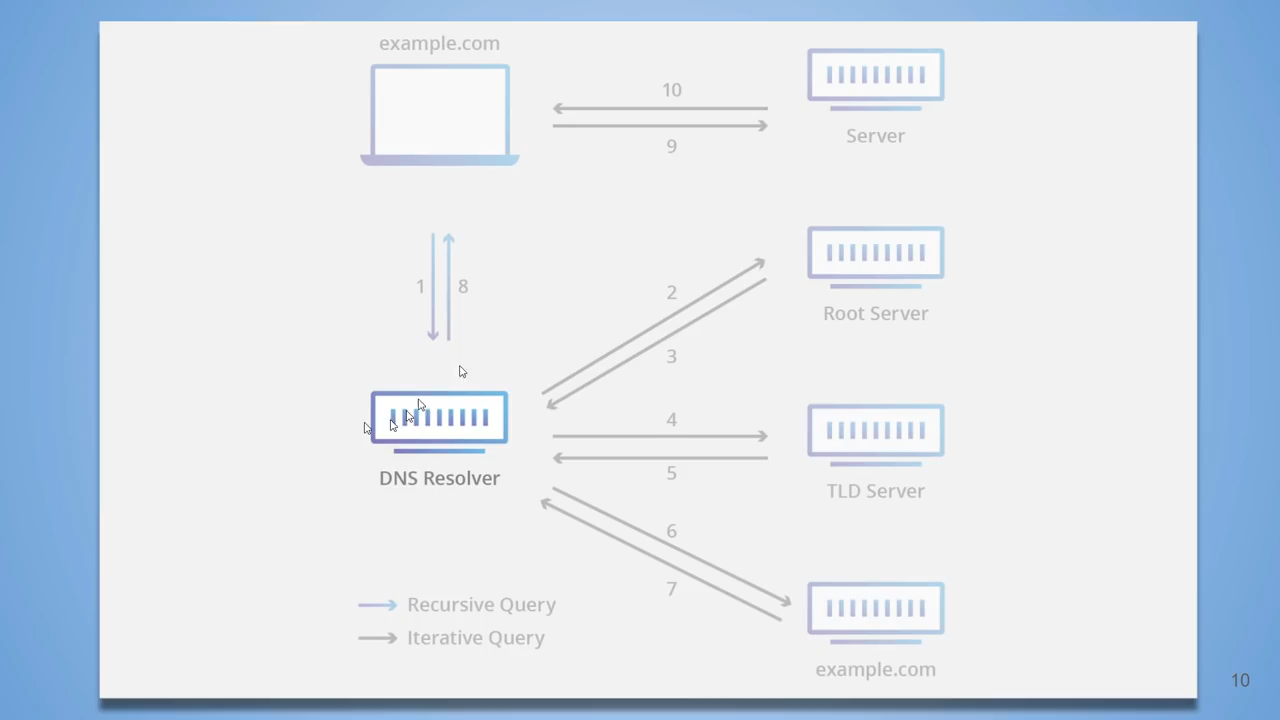 example.com
10
9
Server
1
8
2
3
Root Server
DNS Resolver
4
5
TLD Server
6
7
Recursive Query
Iterative Query
example.com
10